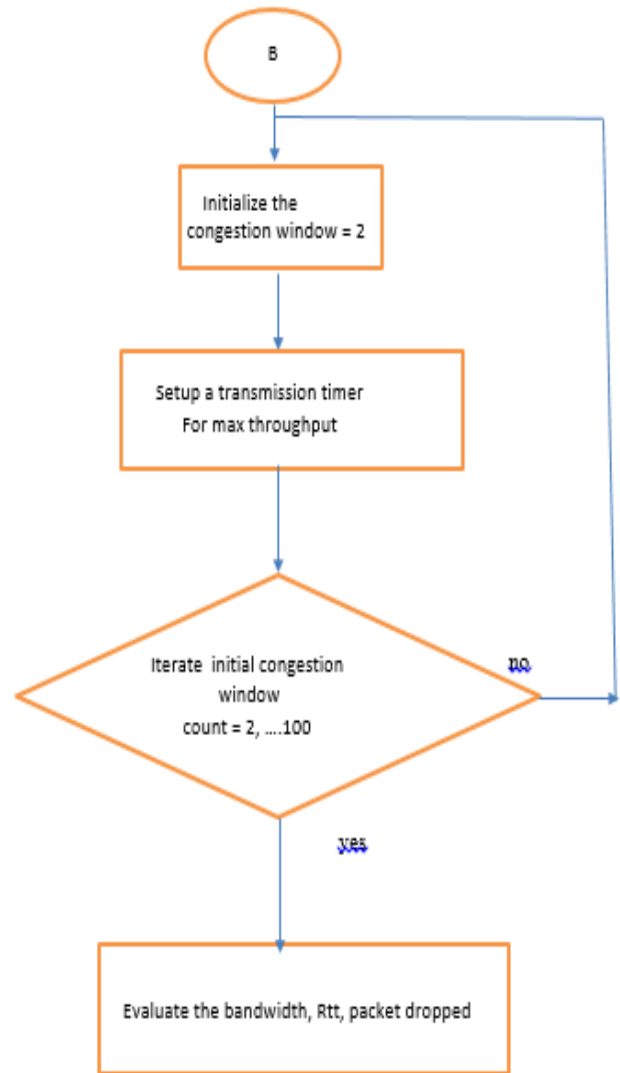 B
Initialize the
congestion window = 2
Setup a transmission timer
For max throughput
Iterate initial congestion
window
count = 2, ....100
no
yes
Evaluate the bandwidth, Rtt, packet dropped